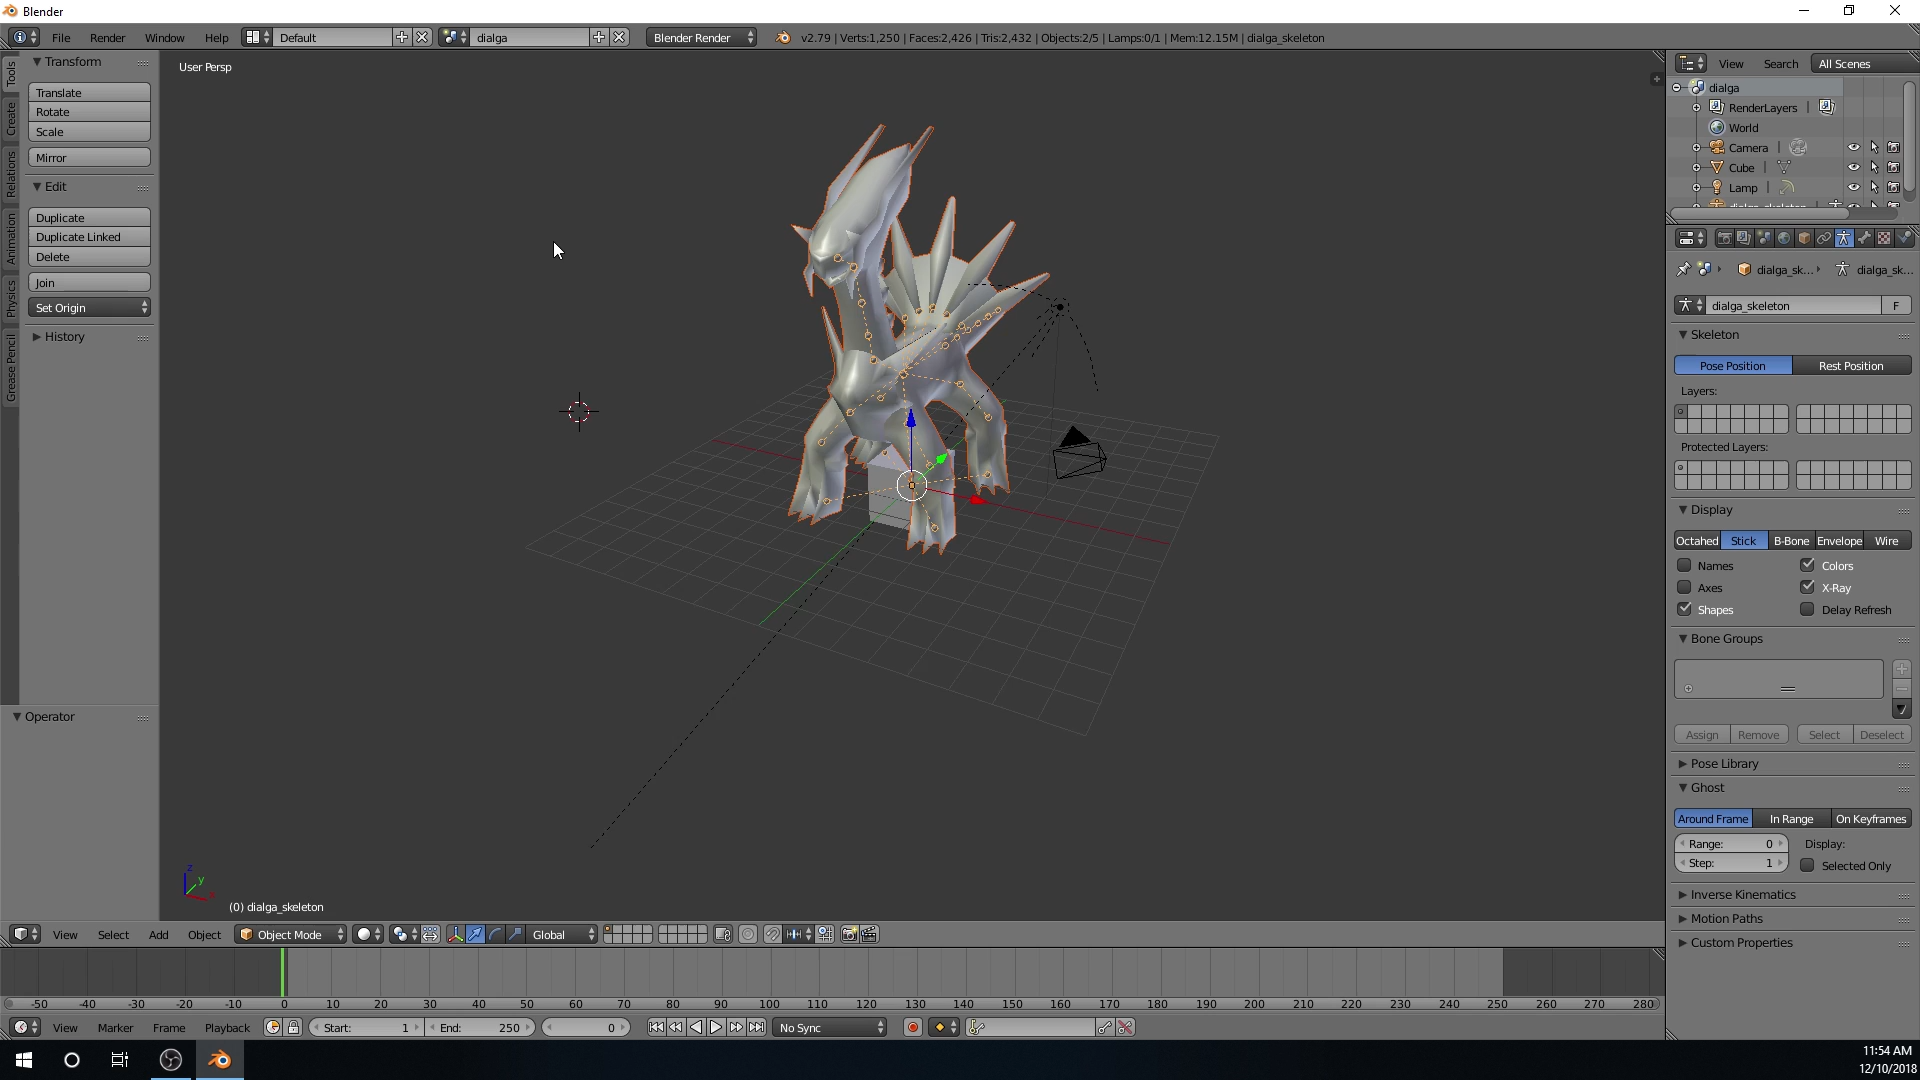 Blender
File Render Window Help Default dialga Blender Render v2.79 | Verts:1,250 | Faces:2,426 | Tris:2,432 | Objects:2/5 | Lamps:0/1 | Mem:12.15M | dialga_skeleton
Tools
Create
Relations
Animation
Physics
Grease Pencil
Transform
Translate
Rotate
Scale
Mirror
Edit
Duplicate
Duplicate Linked
Delete
Join
Set Origin
History
Operator
User Persp
z
y
x
(0) dialga_skeleton
View Search All Scenes
dialga
RenderLayers
World
Camera
Cube
Lamp
dialga_skeleton
dialga_sk... dialga_sk...
dialga_skeleton F
Skeleton
Pose Position Rest Position
Layers:
Protected Layers:
Display
Octahed Stick B-Bone Envelope Wire
Names Colors
Axes X-Ray
Shapes Delay Refresh
Bone Groups
Assign Remove Select Deselect
Pose Library
Ghost
Around Frame In Range On Keyframes
Range: 0 Display:
Step: 1 Selected Only
Inverse Kinematics
Motion Paths
Custom Properties
View Select Add Object Object Mode Global
-50 -40 -30 -20 -10 0 10 20 30 40 50 60 70 80 90 100 110 120 130 140 150 160 170 180 190 200 210 220 230 240 250 260 270 280
View Marker Frame Playback Start: 1 End: 250 0 No Sync
11:54 AM
12/10/2018